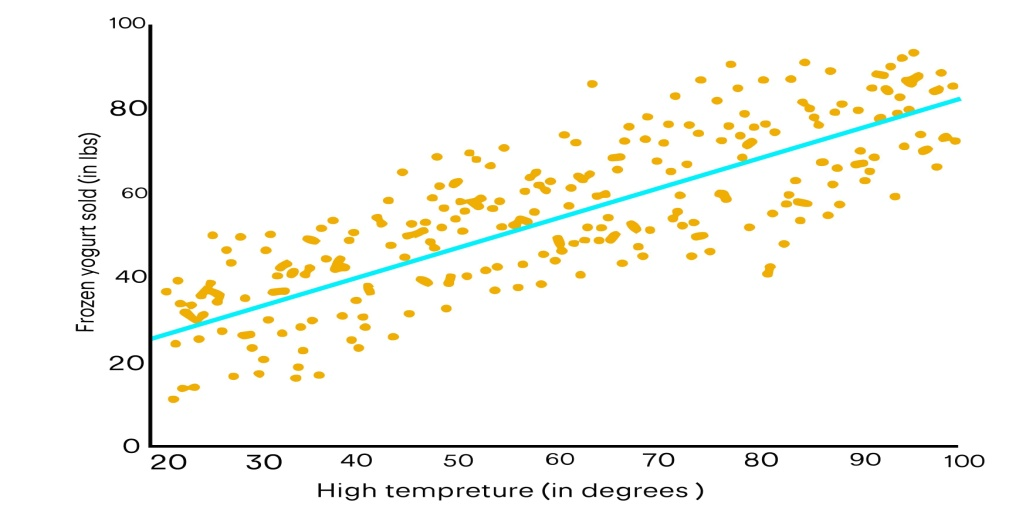 100
80
60
40
20
0
Frozen yogurt sold (in lbs)
20 30 40 50 60 70 80 90 100
High tempreture (in degrees )